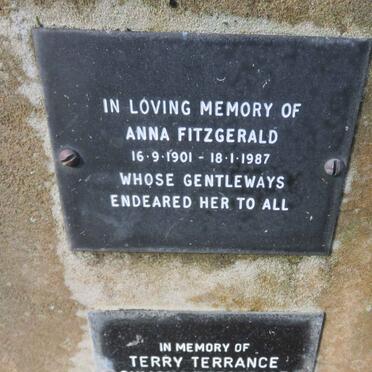 IN LOVING MEMORY OF
ANNA FITZGERALD
16·9·1901 - 18·1·1987
WHOSE GENTLEWAYS
ENDEARED HER TO ALL
IN MEMORY OF
TERRY TERRANCE